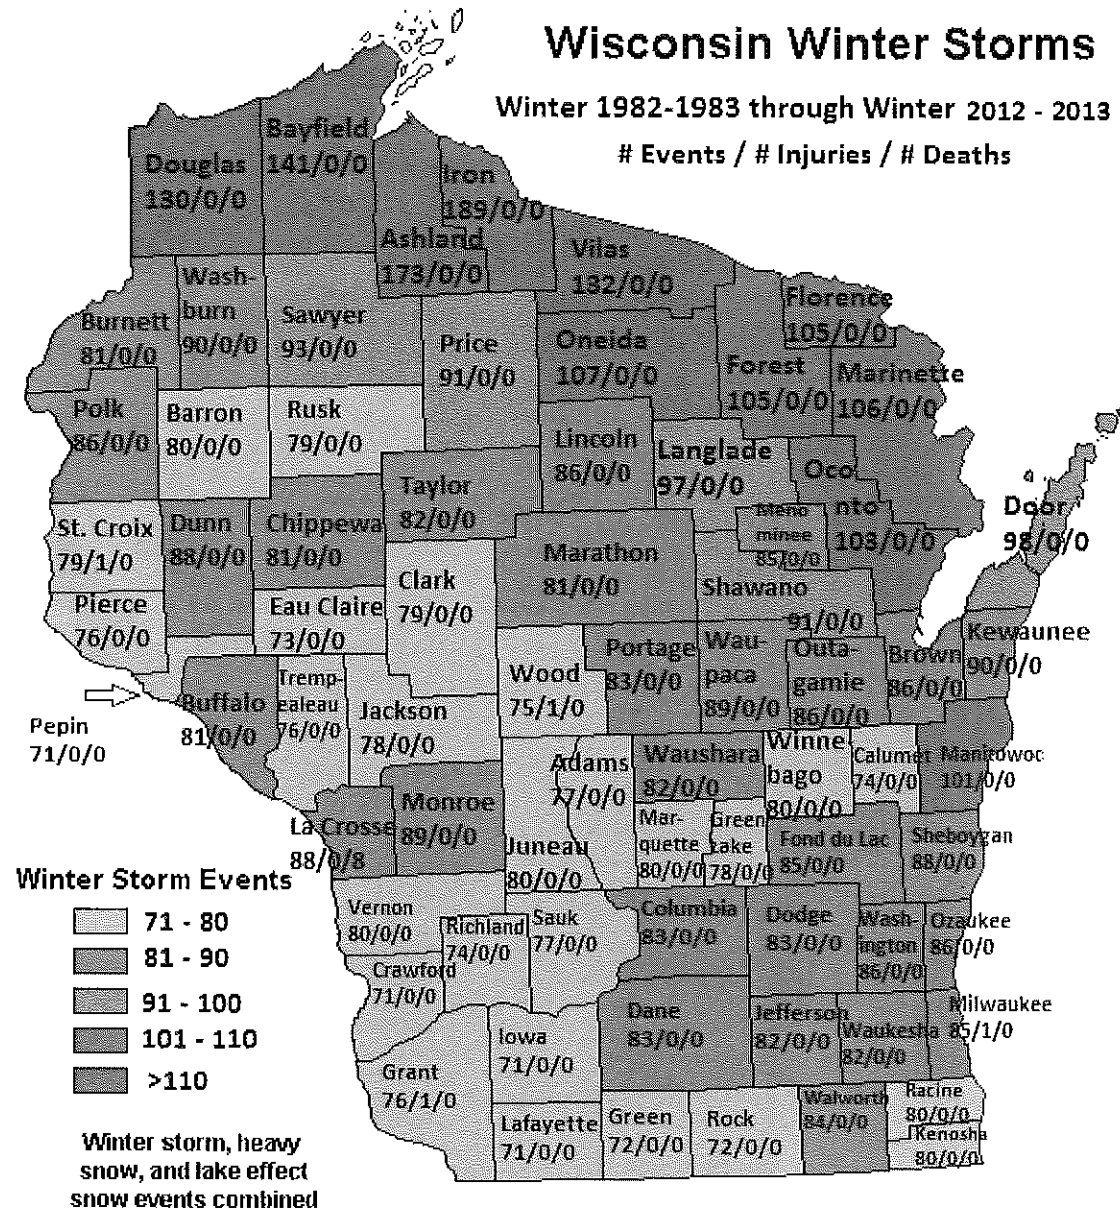 Wisconsin Winter Storms
Winter 1982-1983 through Winter 2012 - 2013
# Events / # Injuries / # Deaths
Bayfield
141/0/0
Douglas
130/0/0
Iron
189/0/0
Ashland
173/0/0
Vilas
132/0/0
Florence
105/0/0
Wash-
burn
90/0/0
Burnett
81/0/0
Sawyer
93/0/0
Price
91/0/0
Oneida
107/0/0
Forest
105/0/0
Marinette
106/0/0
Polk
86/0/0
Barron
80/0/0
Rusk
79/0/0
Lincoln
86/0/0
Langlade
97/0/0
Oco
nto
103/0/0
Taylor
82/0/0
Door
98/0/0
St. Croix
79/1/0
Dunn
88/0/0
Chippewa
81/0/0
Meno
minee
85/0/0
Marathon
81/0/0
Clark
79/0/0
Shawano
91/0/0
Pierce
76/0/0
Eau Claire
73/0/0
Kewaunee
90/0/0
Portage
83/0/0
Wau-
paca
89/0/0
Outa-
gamie
86/0/0
Brown
86/0/0
Wood
75/1/0
Pepin
71/0/0
Buffalo
81/0/0
Tremp-
ealeau
76/0/0
Jackson
78/0/0
Adams
77/0/0
Waushara
82/0/0
Winne
bago
80/0/0
Calumet
74/0/0
Manitowoc
101/0/0
La Crosse
88/0/8
Monroe
89/0/0
Juneau
80/0/0
Mar-
quette
80/0/0
Green
Lake
78/0/0
Fond du Lac
85/0/0
Sheboygan
88/0/0
Vernon
80/0/0
Richland
74/0/0
Sauk
77/0/0
Columbia
83/0/0
Dodge
83/0/0
Wash-
ington
86/0/0
Ozaukee
86/0/0
Crawford
71/0/0
Dane
83/0/0
Jefferson
82/0/0
Waukesha
82/0/0
Milwaukee
85/1/0
Iowa
71/0/0
Grant
76/1/0
Lafayette
71/0/0
Green
72/0/0
Rock
72/0/0
Walworth
84/0/0
Racine
80/0/0
Kenosha
80/0/0
Winter Storm Events
71 - 80
81 - 90
91 - 100
101 - 110
>110
Winter storm, heavy
snow, and lake effect
snow events combined